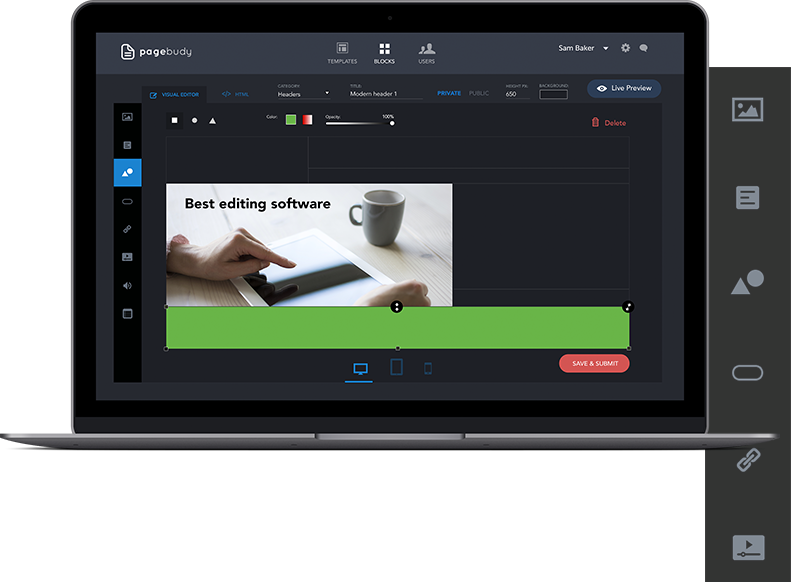 pagebudy
TEMPLATES
BLOCKS
USERS
Sam Baker
VISUAL EDITOR
</> HTML
CATEGORY:
Headers
TITLE:
Modern header 1
PRIVATE
PUBLIC
HEIGHT PX:
650
BACKGROUND:
Live Preview
Color:
Opacity:
100%
Delete
Best editing software
SAVE & SUBMIT